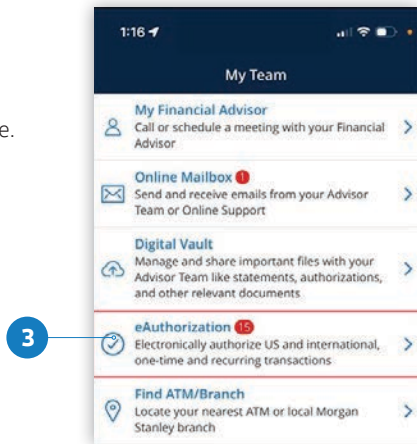 e.
3
1:16
My Team
My Financial Advisor
Call or schedule a meeting with your Financial
Advisor
Online Mailbox 1
Send and receive emails from your Advisor
Team or Online Support
Digital Vault
Manage and share important files with your
Advisor Team like statements, authorizations,
and other relevant documents
eAuthorization 15
Electronically authorize US and international,
one-time and recurring transactions
Find ATM/Branch
Locate your nearest ATM or local Morgan
Stanley branch